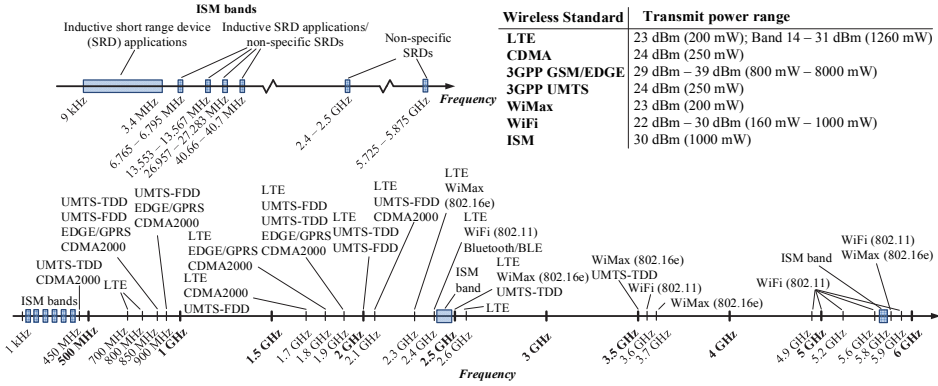 ISM bands
Inductive short range device
(SRD) applications
Inductive SRD applications/
non-specific SRDs
Non-specific
SRDs
9 kHz
3.4 MHz
6.765 – 6.795 MHz
13.553 – 13.567 MHz
26.957 – 27.283 MHz
40.66 – 40.7 MHz
2.4 – 2.5 GHz
5.725 – 5.875 GHz
Frequency
Wireless Standard Transmit power range
LTE 23 dBm (200 mW); Band 14 – 31 dBm (1260 mW)
CDMA 24 dBm (250 mW)
3GPP GSM/EDGE 29 dBm – 39 dBm (800 mW – 8000 mW)
3GPP UMTS 24 dBm (250 mW)
WiMax 23 dBm (200 mW)
WiFi 22 dBm – 30 dBm (160 mW – 1000 mW)
ISM 30 dBm (1000 mW)
ISM bands
UMTS-TDD
CDMA2000
UMTS-TDD
UMTS-FDD
EDGE/GPRS
CDMA2000
LTE
UMTS-FDD
EDGE/GPRS
CDMA2000
LTE
EDGE/GPRS
CDMA2000
LTE
CDMA2000
UMTS-FDD
LTE
UMTS-FDD
UMTS-TDD
EDGE/GPRS
CDMA2000
LTE
UMTS-TDD
UMTS-FDD
LTE
UMTS-FDD
CDMA2000
LTE
WiMax
(802.16e)
LTE
WiFi (802.11)
Bluetooth/BLE
ISM
band
LTE
WiMax (802.16e)
UMTS-TDD
LTE
WiMax (802.16e)
UMTS-TDD
WiFi (802.11)
WiMax (802.16e)
WiFi (802.11)
ISM band
WiFi (802.11)
WiMax (802.16e)
1 kHz
450 MHz
500 MHz
700 MHz
800 MHz
850 MHz
900 MHz
1 GHz
1.5 GHz
1.7 GHz
1.8 GHz
1.9 GHz
2 GHz
2.1 GHz
2.3 GHz
2.4 GHz
2.5 GHz
2.6 GHz
3 GHz
3.5 GHz
3.6 GHz
3.7 GHz
4 GHz
4.9 GHz
5 GHz
5.2 GHz
5.6 GHz
5.8 GHz
5.9 GHz
6 GHz
Frequency